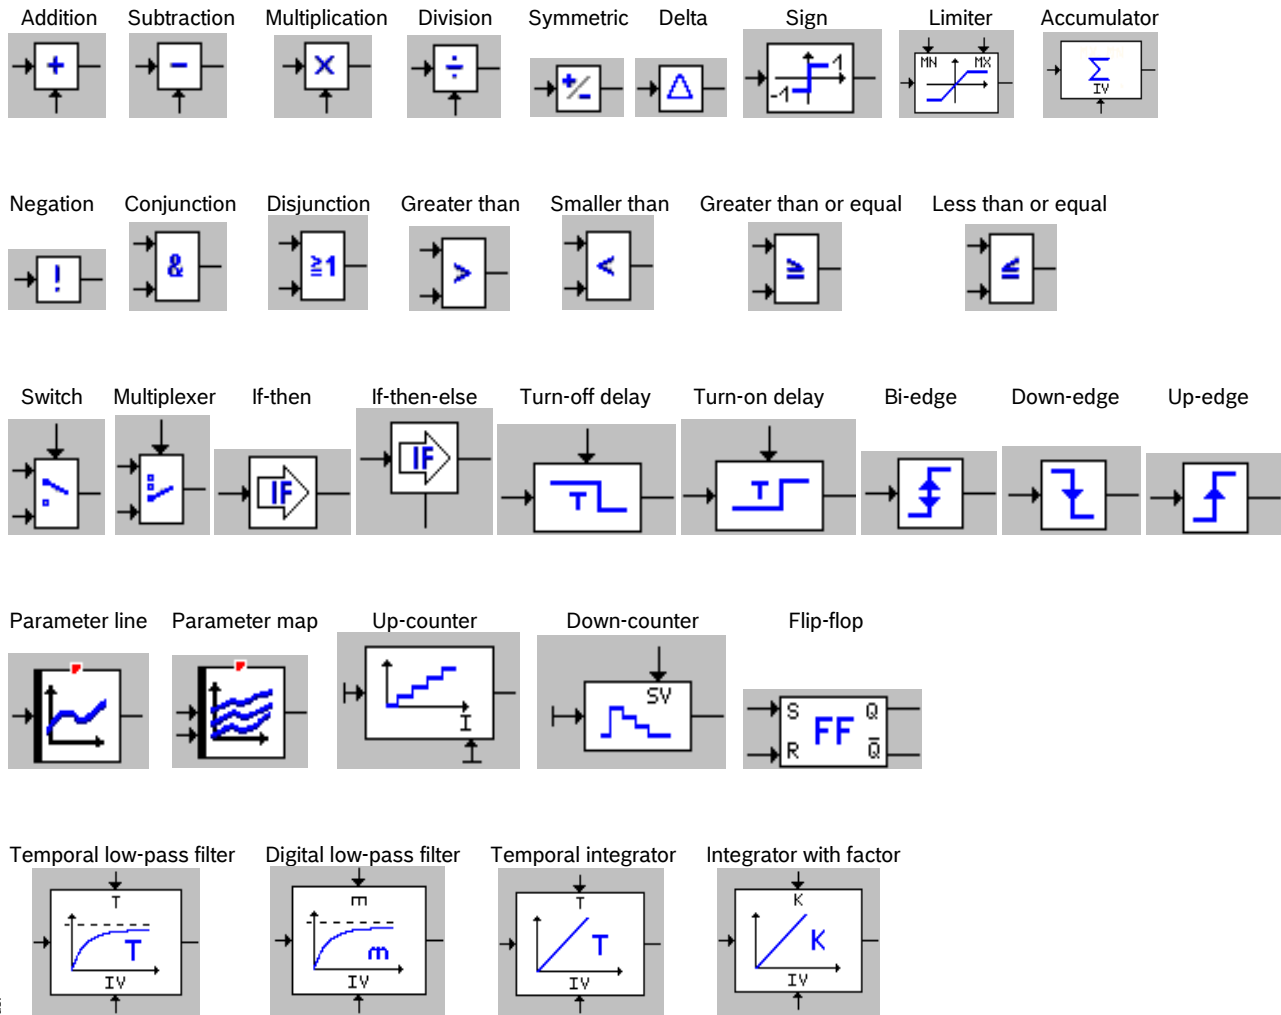 Addition Subtraction Multiplication Division Symmetric Delta Sign Limiter Accumulator
+ − × ÷ +/− Δ 1 -1 MN MX Σ IV
Negation Conjunction Disjunction Greater than Smaller than Greater than or equal Less than or equal
! & ≧1 > < ≧ ≦
Switch Multiplexer If-then If-then-else Turn-off delay Turn-on delay Bi-edge Down-edge Up-edge
IF IF T T
Parameter line Parameter map Up-counter Down-counter Flip-flop
I SV S Q FF R Q̅
Temporal low-pass filter Digital low-pass filter Temporal integrator Integrator with factor
T m T K
T m T K
IV IV IV IV